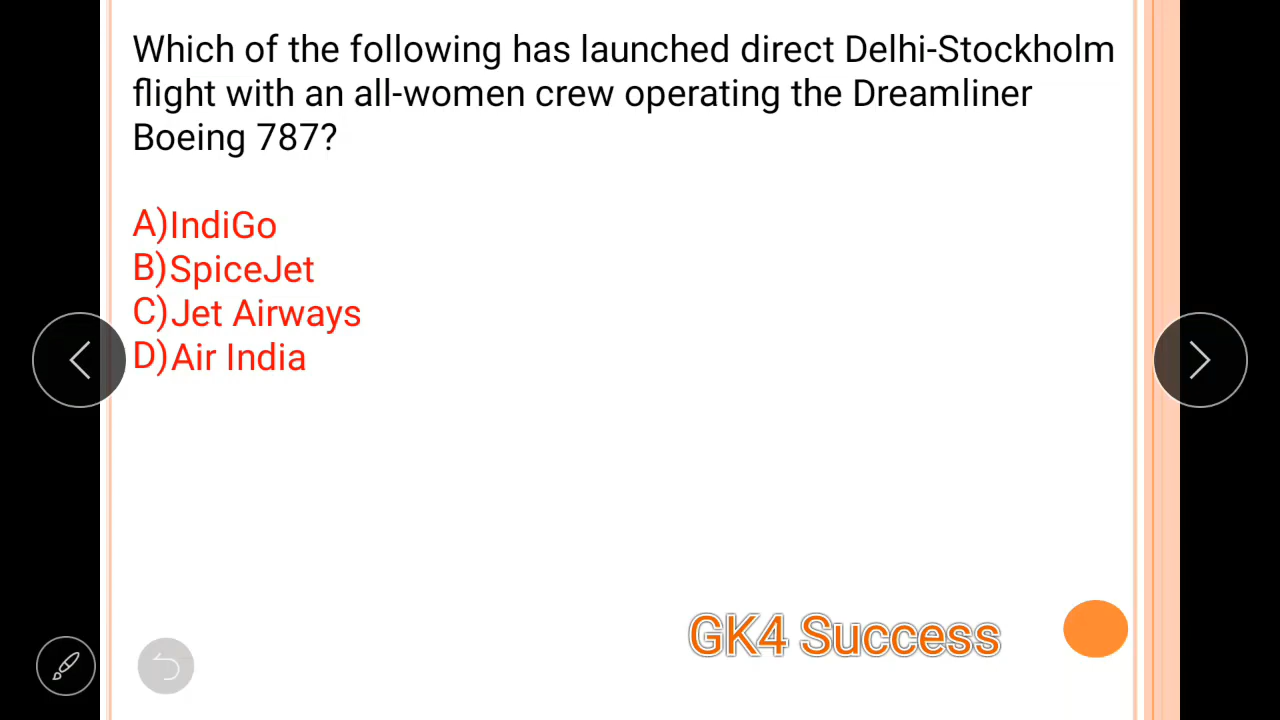 Which of the following has launched direct Delhi-Stockholm
flight with an all-women crew operating the Dreamliner
Boeing 787?
A)IndiGo
B)SpiceJet
C)Jet Airways
D)Air India
GK4 Success